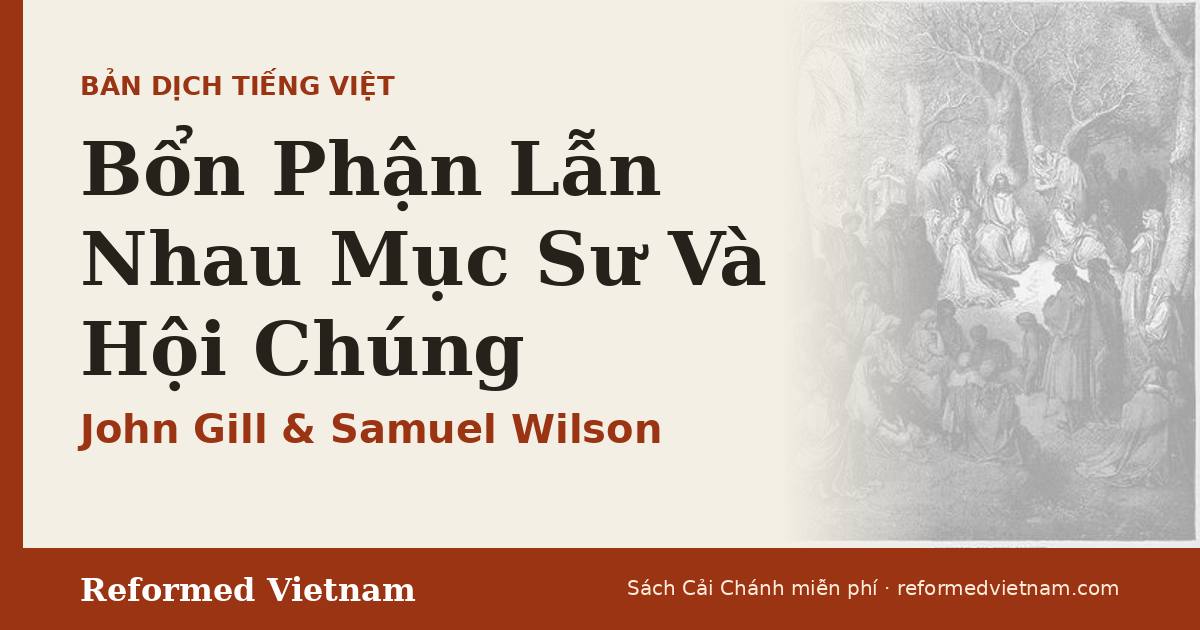 BẢN DỊCH TIẾNG VIỆT
Bổn Phận Lẫn
Nhau Mục Sư Và
Hội Chúng
John Gill & Samuel Wilson
Reformed Vietnam
Sách Cải Chánh miễn phí · reformedvietnam.com